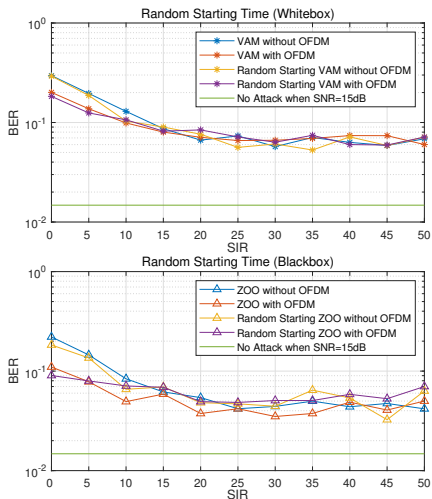 Random Starting Time (Whitebox)
10^0
10^-1
10^-2
BER
VAM without OFDM
VAM with OFDM
Random Starting VAM without OFDM
Random Starting VAM with OFDM
No Attack when SNR=15dB
0 5 10 15 20 25 30 35 40 45 50
SIR
Random Starting Time (Blackbox)
10^0
10^-1
10^-2
BER
ZOO without OFDM
ZOO with OFDM
Random Starting ZOO without OFDM
Random Starting ZOO with OFDM
No Attack when SNR=15dB
0 5 10 15 20 25 30 35 40 45 50
SIR